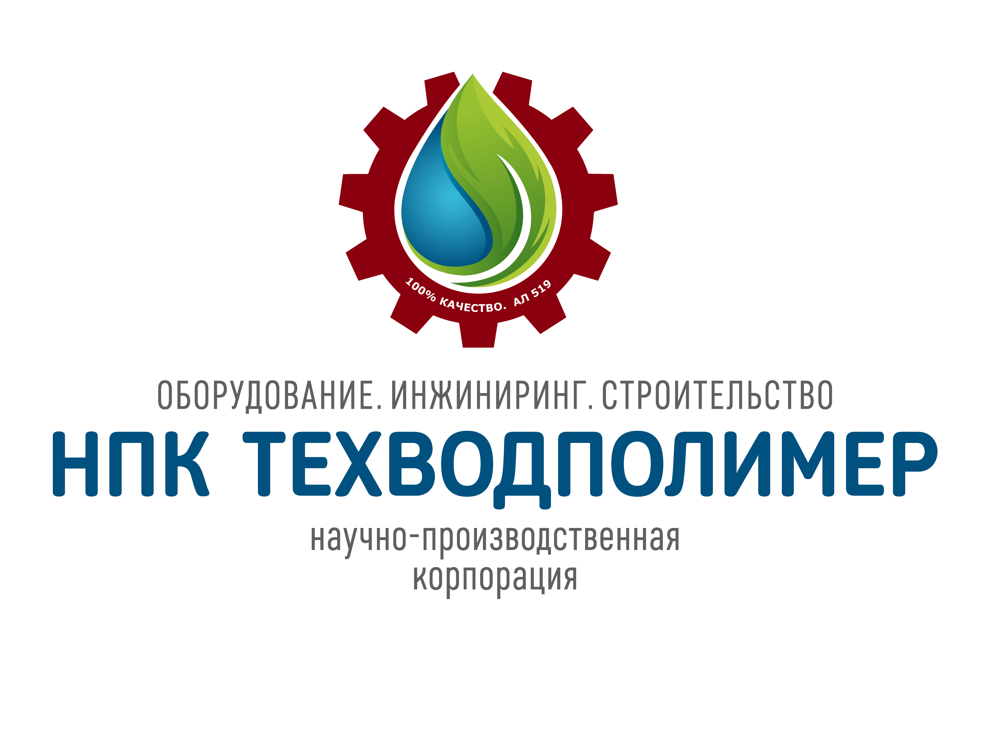 100% КАЧЕСТВО. АЛ 519
ОБОРУДОВАНИЕ. ИНЖИНИРИНГ. СТРОИТЕЛЬСТВО
НПК ТЕХВОДПОЛИМЕР
научно-производственная
корпорация